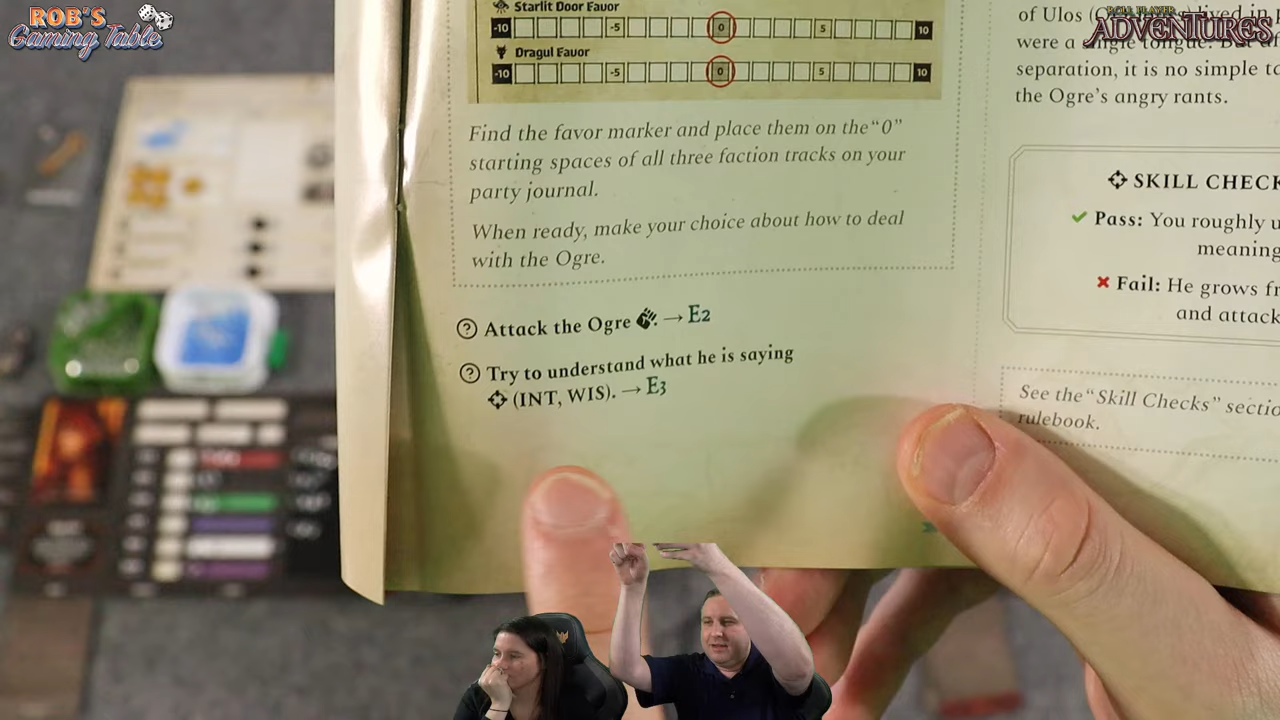 ROB'S
Gaming Table
ROLL PLAYER
ADVENTURES
Starlit Door Favor
-10 -5 0 5 10
Dragul Favor
-10 -5 0 5 10
Find the favor marker and place them on the "0"
starting spaces of all three faction tracks on your
party journal.
When ready, make your choice about how to deal
with the Ogre.
? Attack the Ogre . → E2
? Try to understand what he is saying
(INT, WIS). → E3
of Ulos
were a single tongue.
separation, it is no simple
the Ogre's angry rants.
SKILL CHECK
✓ Pass: You roughly
meaning
✗ Fail: He grows
and attack
See the "Skill Checks"
rulebook.